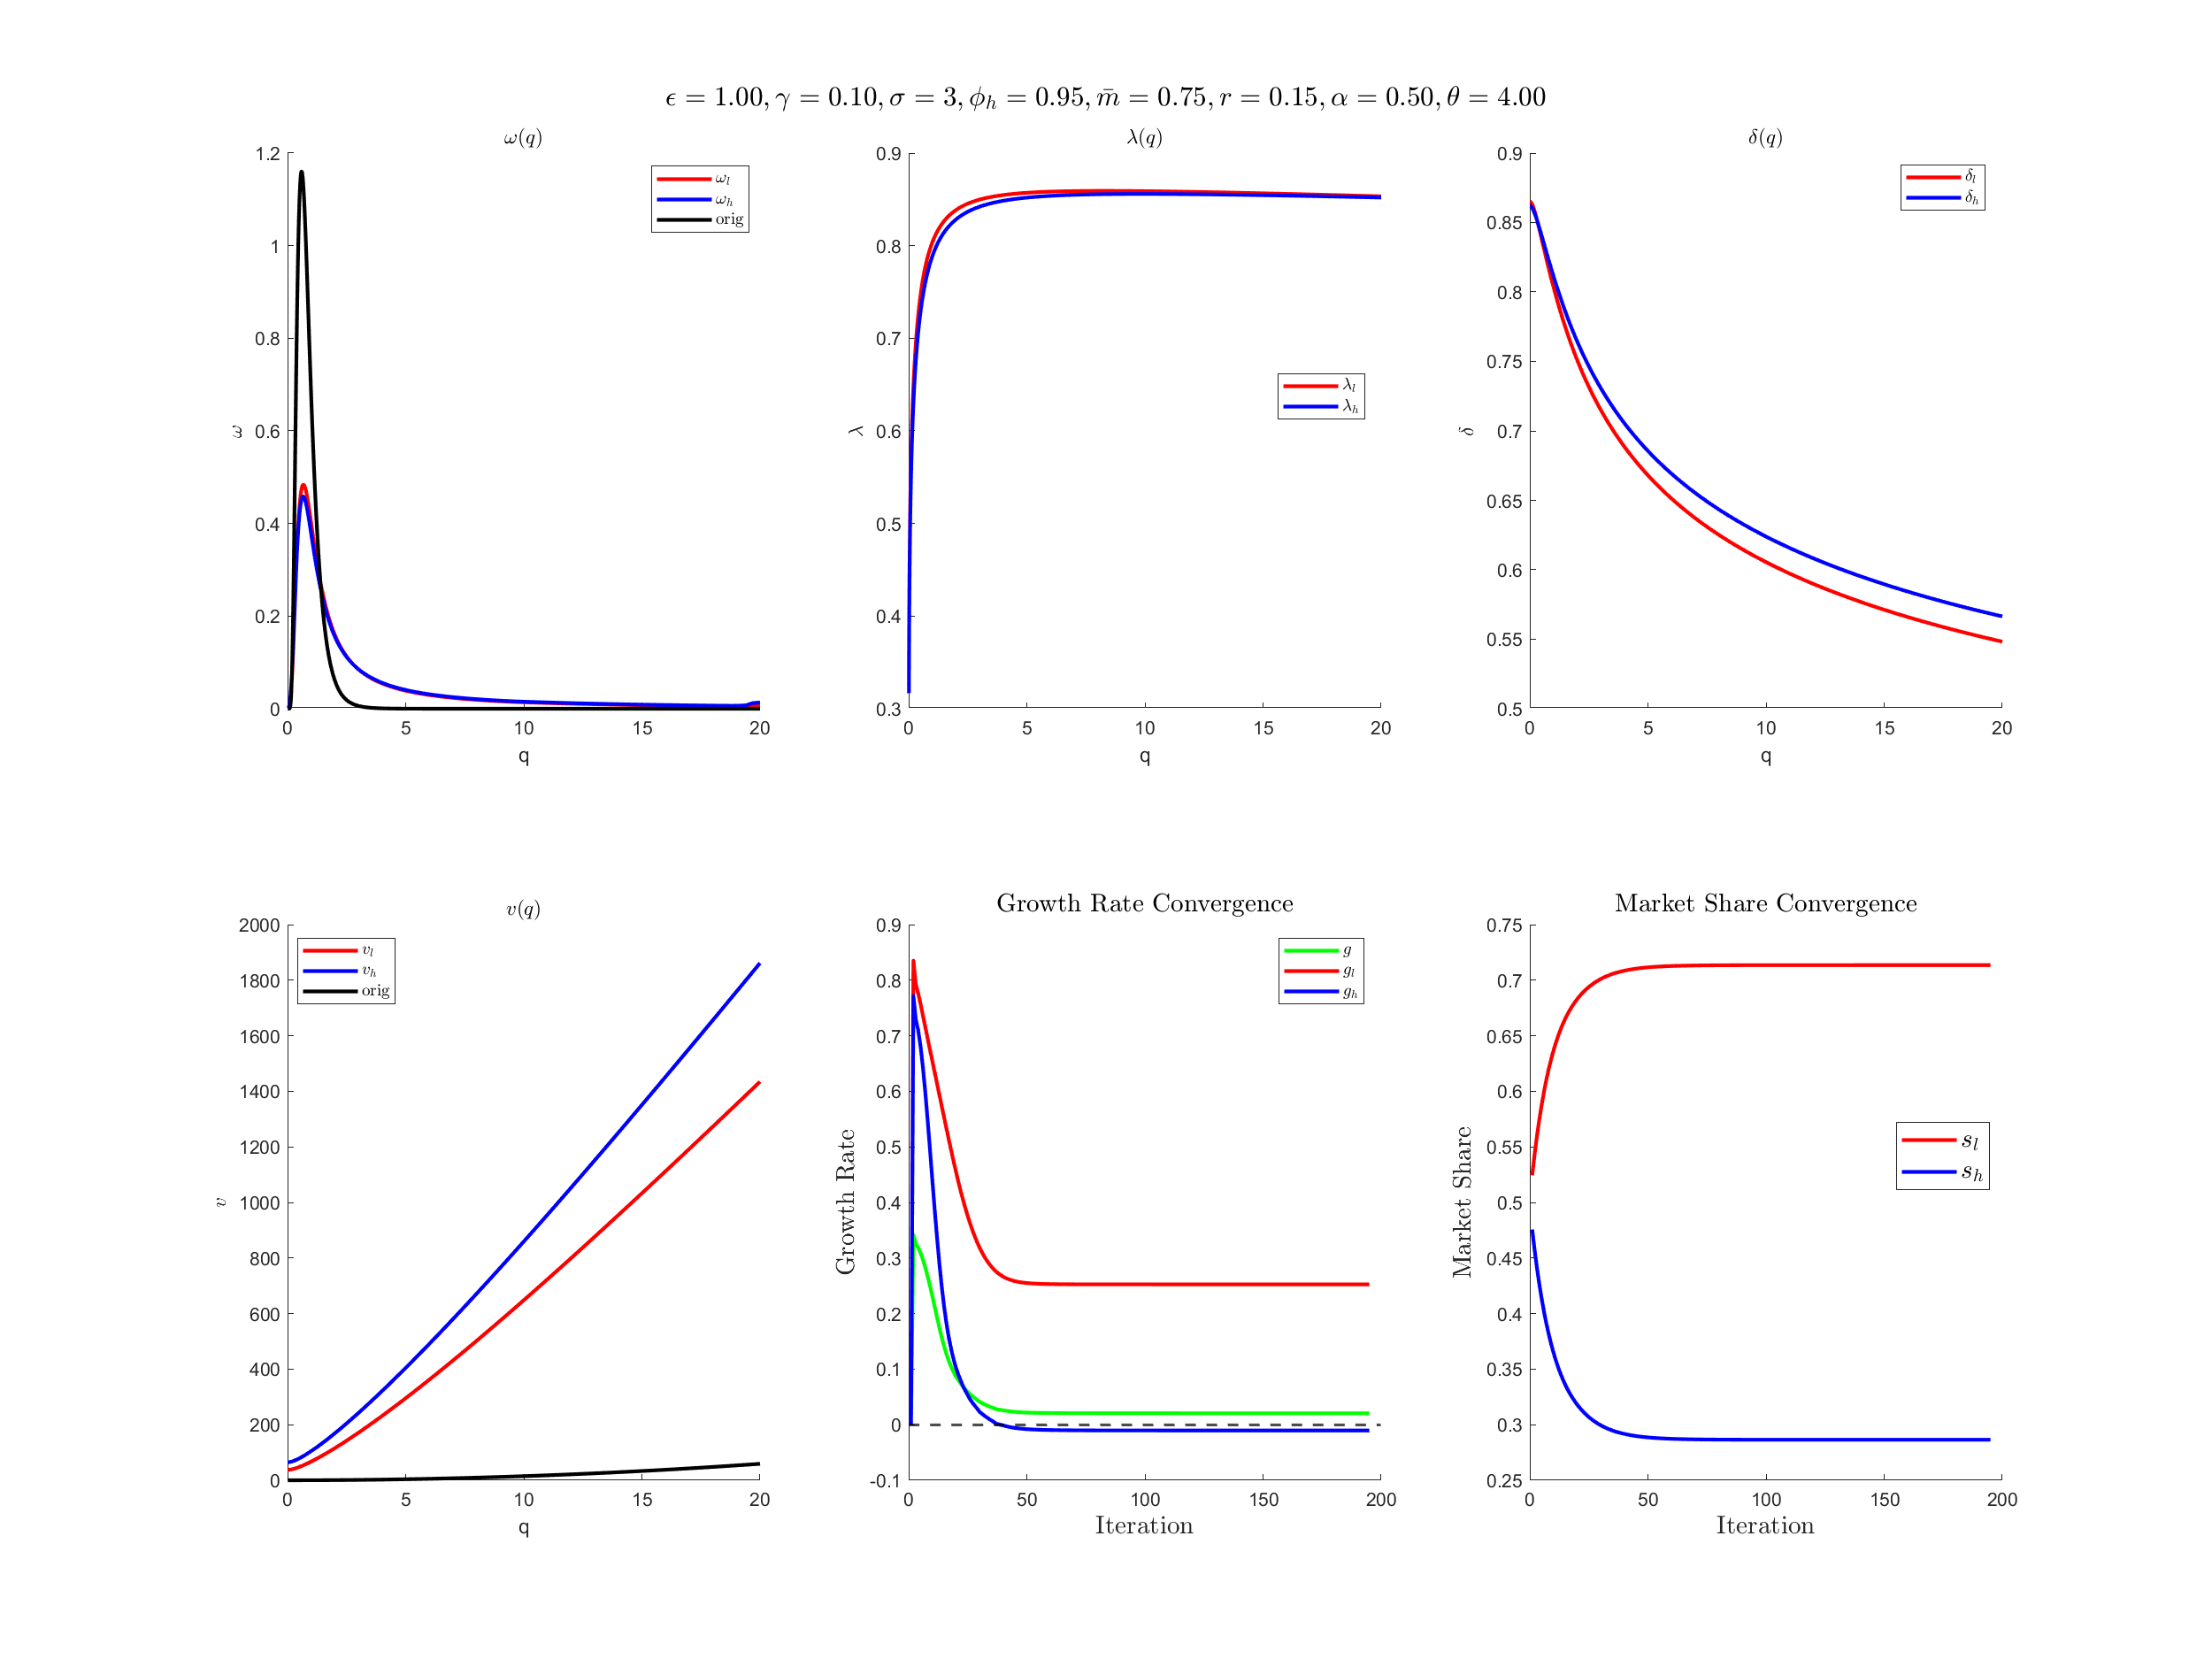 ϵ = 1.00, γ = 0.10, σ = 3, ϕ_h = 0.95, m̄ = 0.75, r = 0.15, α = 0.50, θ = 4.00
ω(q)
1.2
1
0.8
0.6
0.4
0.2
0
ω
0 5 10 15 20
q
ω_l
ω_h
orig
λ(q)
0.9
0.8
0.7
0.6
0.5
0.4
0.3
λ
0 5 10 15 20
q
λ_l
λ_h
δ(q)
0.9
0.85
0.8
0.75
0.7
0.65
0.6
0.55
0.5
δ
0 5 10 15 20
q
δ_l
δ_h
v(q)
2000
1800
1600
1400
1200
1000
800
600
400
200
0
v
0 5 10 15 20
q
v_l
v_h
orig
Growth Rate Convergence
0.9
0.8
0.7
0.6
0.5
0.4
0.3
0.2
0.1
0
-0.1
Growth Rate
0 50 100 150 200
Iteration
g
g_l
g_h
Market Share Convergence
0.75
0.7
0.65
0.6
0.55
0.5
0.45
0.4
0.35
0.3
0.25
Market Share
0 50 100 150 200
Iteration
s_l
s_h